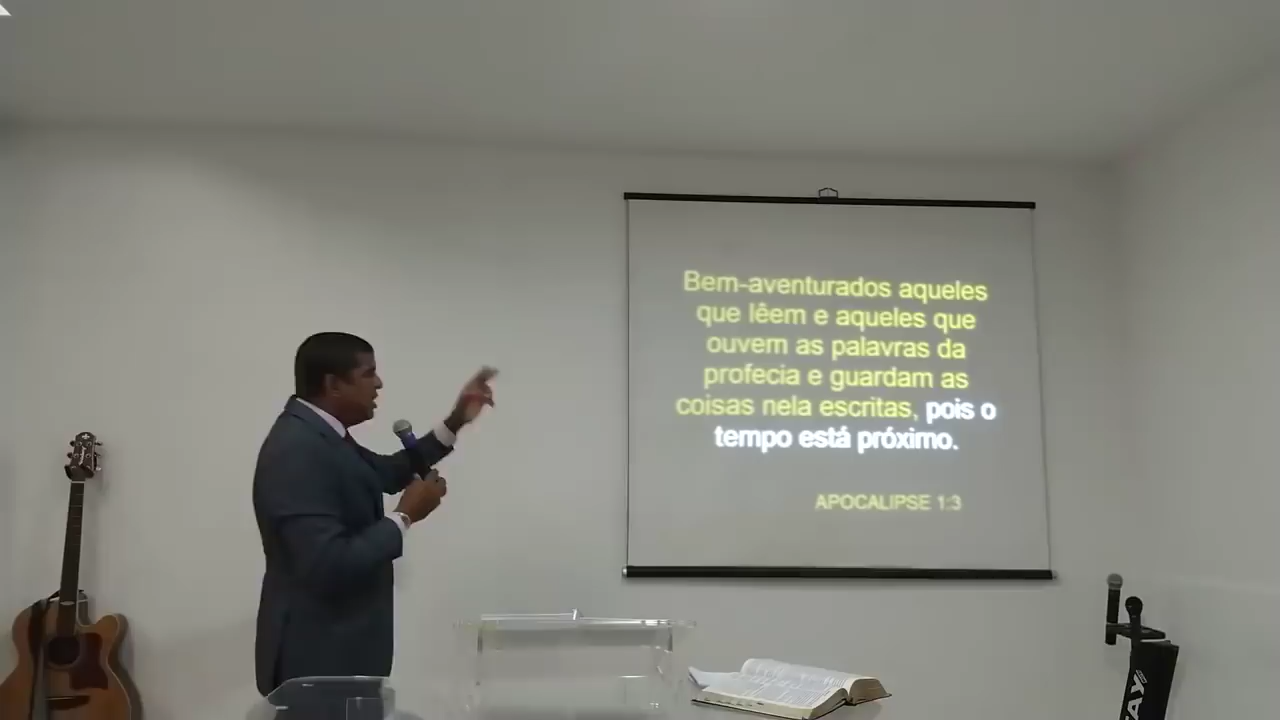 Bem-aventurados aqueles
que lêem e aqueles que
ouvem as palavras da
profecia e guardam as
coisas nela escritas, pois o
tempo está próximo.
APOCALIPSE 1:3